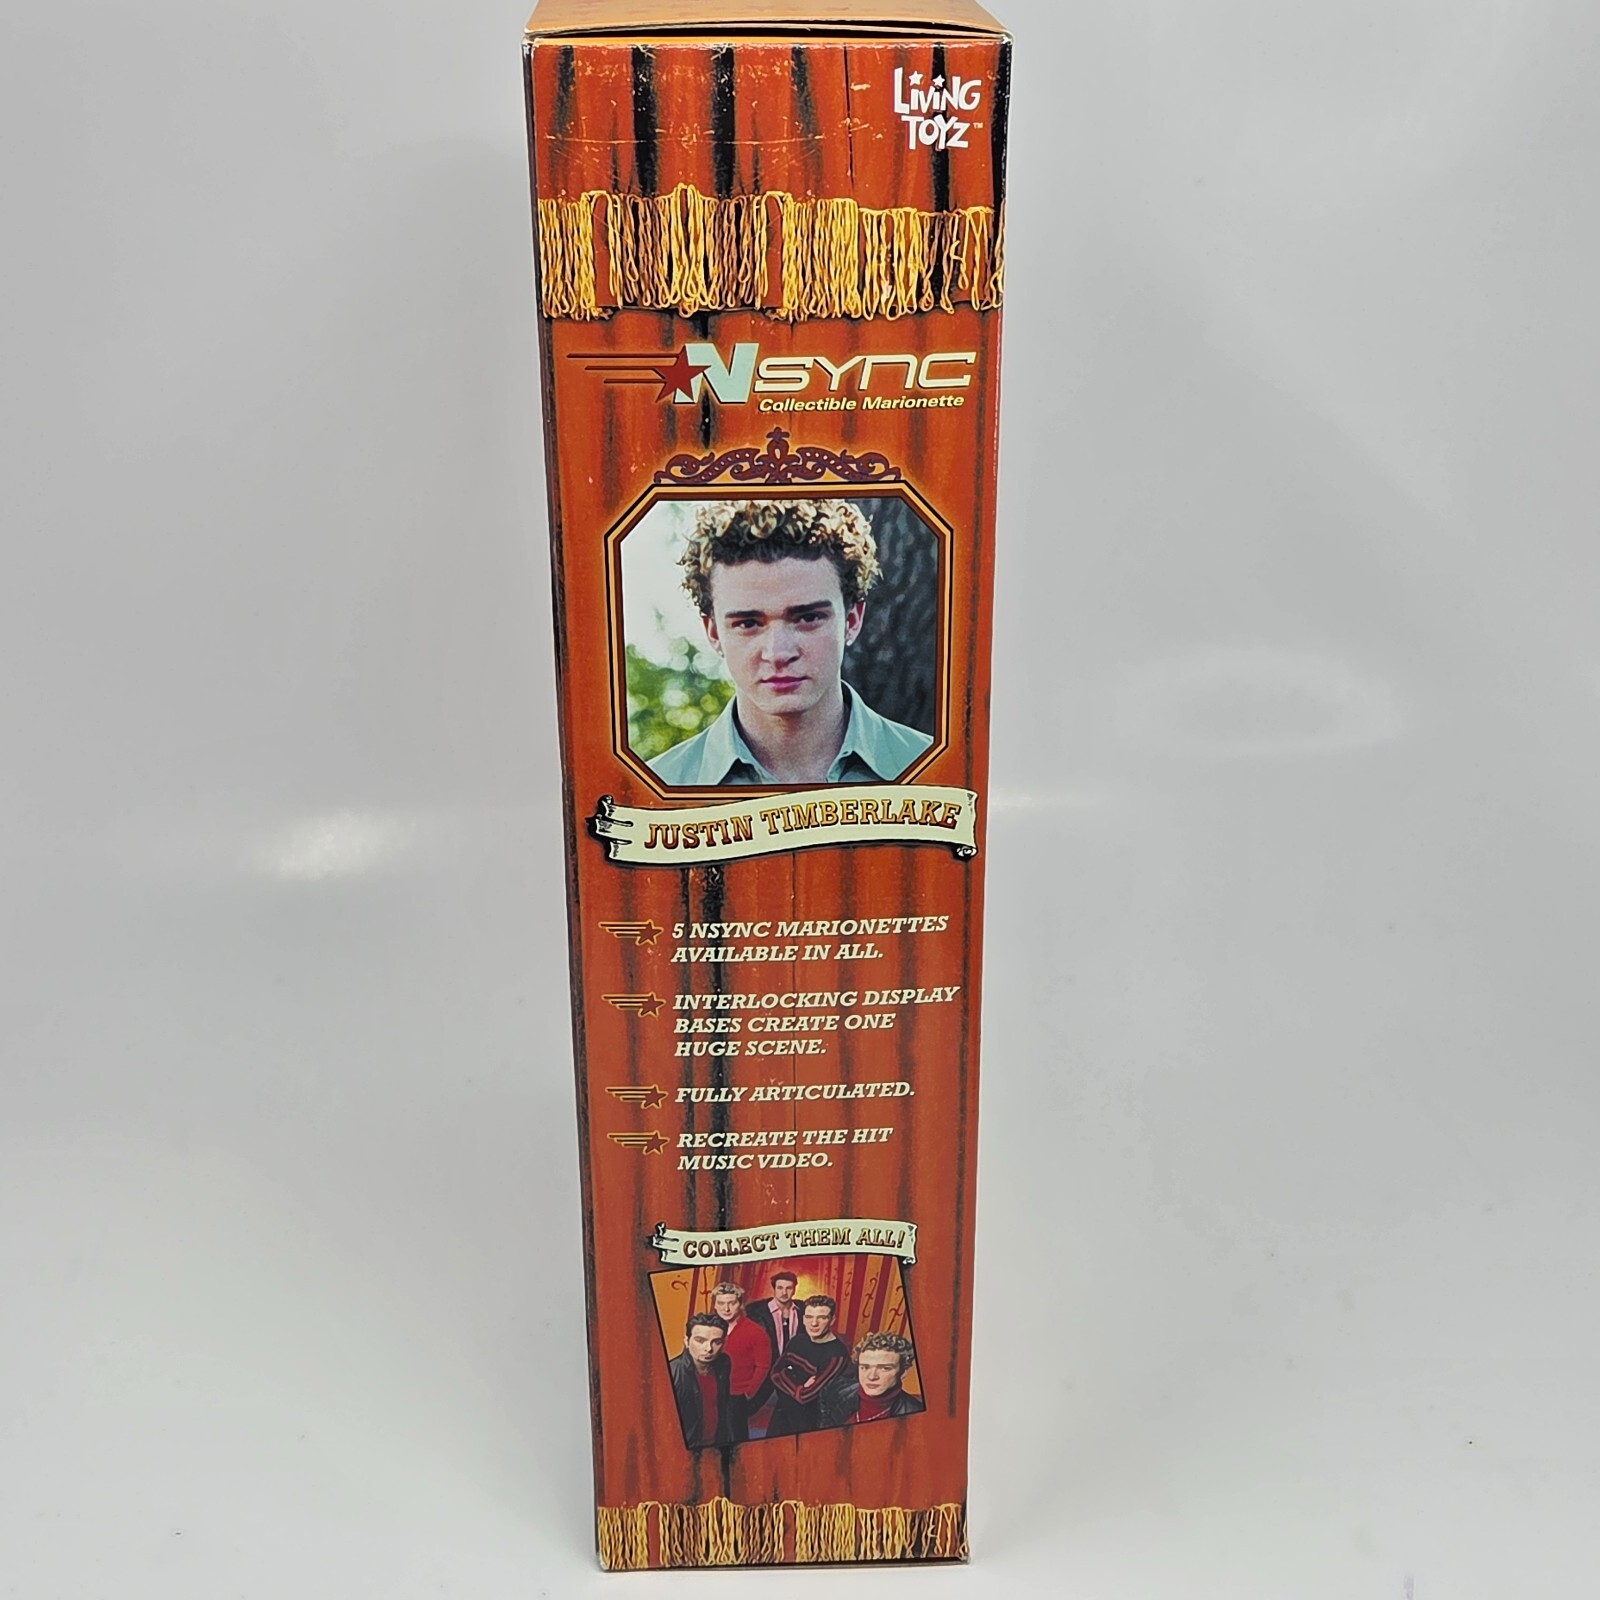 LiViNG
TOYZ™
NSYNC
Collectible Marionette
JUSTIN TIMBERLAKE
5 NSYNC MARIONETTES
AVAILABLE IN ALL.
INTERLOCKING DISPLAY
BASES CREATE ONE
HUGE SCENE.
FULLY ARTICULATED.
RECREATE THE HIT
MUSIC VIDEO.
COLLECT THEM ALL!